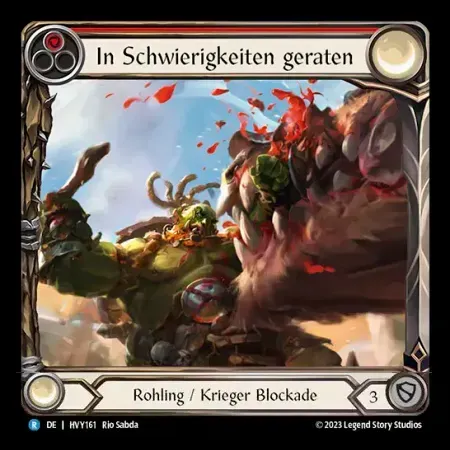 In Schwierigkeiten geraten
Rohling / Krieger Blockade
3
R DE | HVY161 Rio Sabda
© 2023 Legend Story Studios